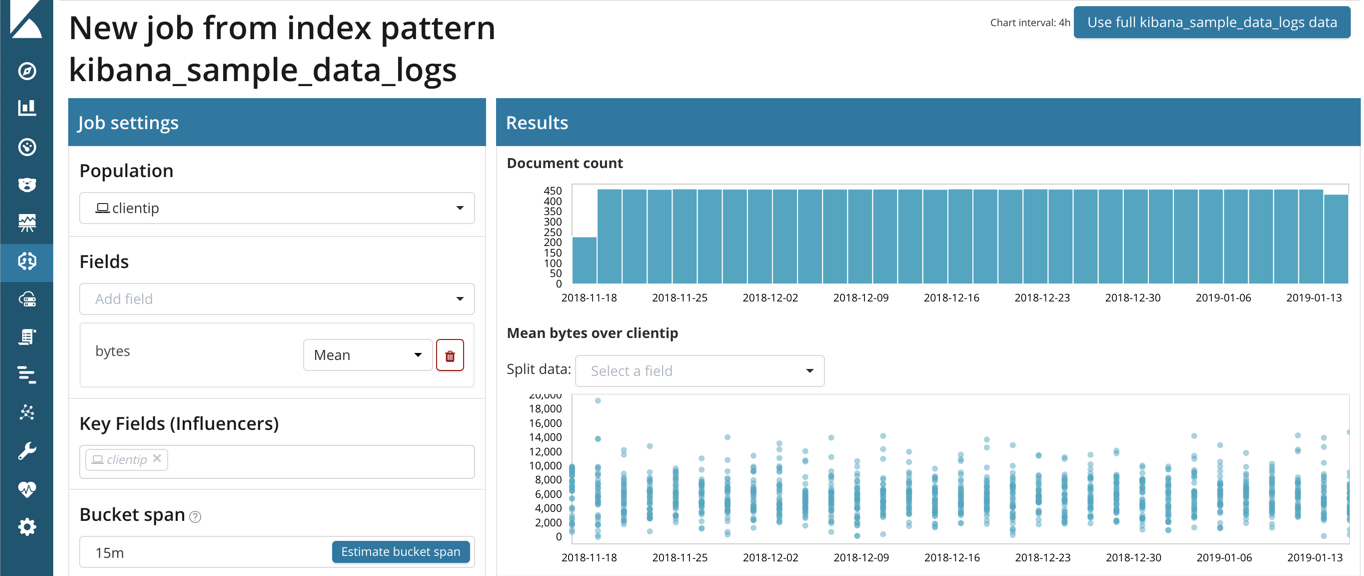 New job from index pattern
kibana_sample_data_logs
Chart interval: 4h
Use full kibana_sample_data_logs data
Job settings
Population
clientip
Fields
Add field
bytes
Mean
Key Fields (Influencers)
clientip
Bucket span
15m
Estimate bucket span
Results
Document count
450
400
350
300
250
200
150
100
50
0
2018-11-18 2018-11-25 2018-12-02 2018-12-09 2018-12-16 2018-12-23 2018-12-30 2019-01-06 2019-01-13
Mean bytes over clientip
Split data: Select a field
20,000
18,000
16,000
14,000
12,000
10,000
8,000
6,000
4,000
2,000
0
2018-11-18 2018-11-25 2018-12-02 2018-12-09 2018-12-16 2018-12-23 2018-12-30 2019-01-06 2019-01-13